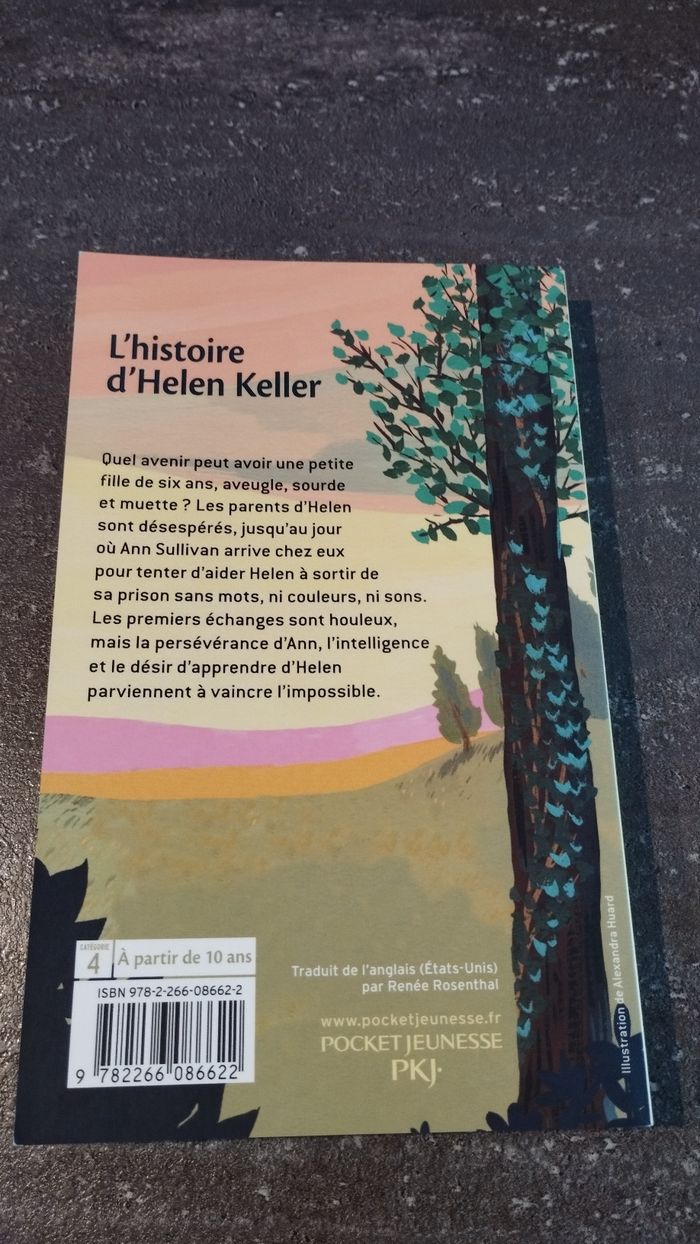 L'histoire
d'Helen Keller
Quel avenir peut avoir une petite
fille de six ans, aveugle, sourde
et muette ? Les parents d'Helen
sont désespérés, jusqu'au jour
où Ann Sullivan arrive chez eux
pour tenter d'aider Helen à sortir de
sa prison sans mots, ni couleurs, ni sons.
Les premiers échanges sont houleux,
mais la persévérance d'Ann, l'intelligence
et le désir d'apprendre d'Helen
parviennent à vaincre l'impossible.
CATÉGORIE
4
À partir de 10 ans
ISBN 978-2-266-08662-2
9 782266 086622
Traduit de l'anglais (États-Unis)
par Renée Rosenthal
www.pocketjeunesse.fr
POCKET JEUNESSE
PKJ·
Illustration de Alexandra Huard